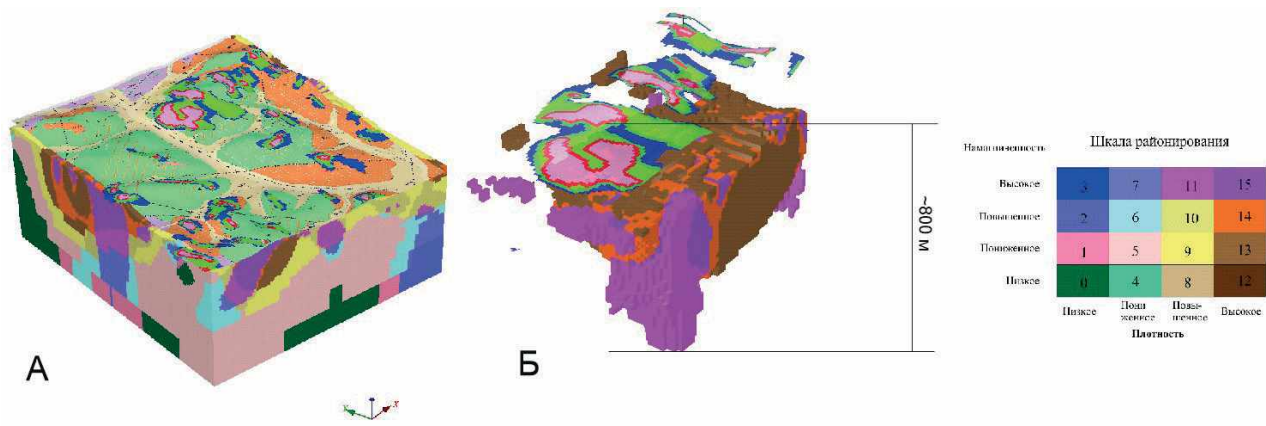 А
Б
~800 м
y
x
Намагниченность
Шкала районирования
Высокое
3 7 11 15
Повышенное
2 6 10 14
Пониженное
1 5 9 13
Низкое
0 4 8 12
Низкое Пони Повы- Высокое
женное шенное
Плотность